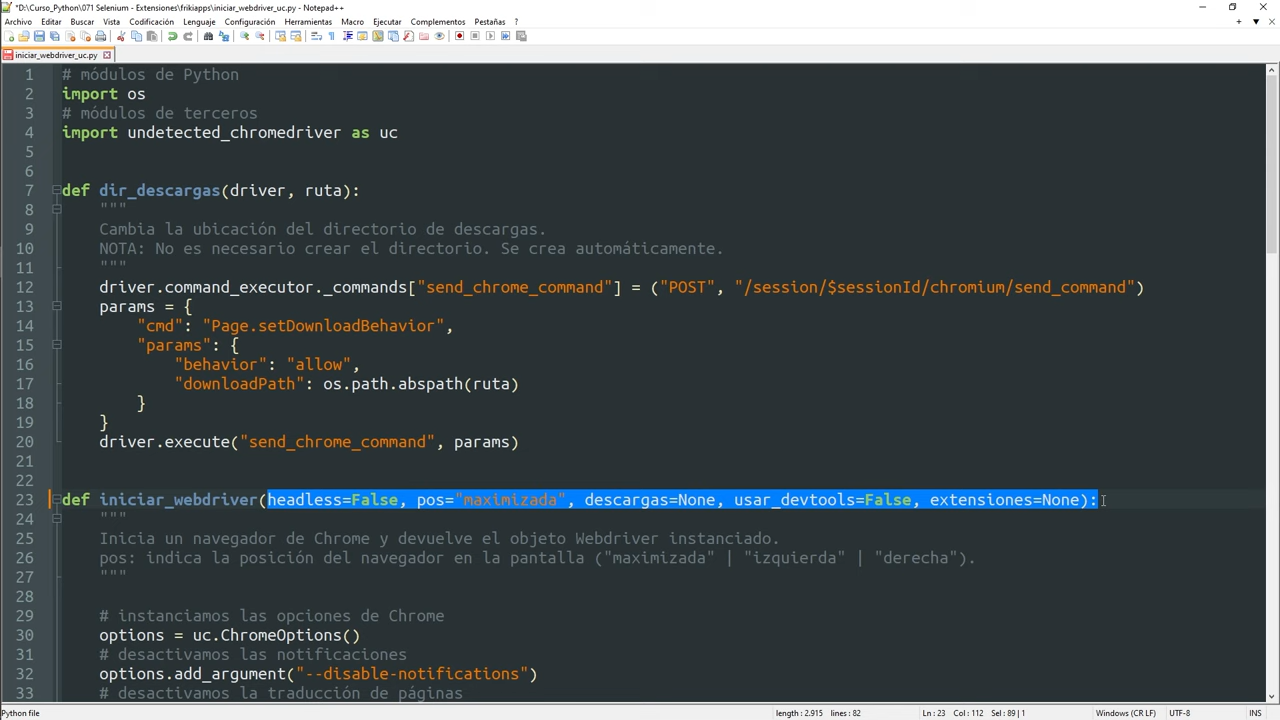 *D:\Curso_Python\071 Selenium - Extensiones\frikiapps\iniciar_webdriver_uc.py - Notepad++
Archivo Editar Buscar Vista Codificación Lenguaje Configuración Herramientas Macro Ejecutar Complementos Pestañas ?
iniciar_webdriver_uc.py
1 # módulos de Python
2 import os
3 # módulos de terceros
4 import undetected_chromedriver as uc
5
6
7 def dir_descargas(driver, ruta):
8 """
9 Cambia la ubicación del directorio de descargas.
10 NOTA: No es necesario crear el directorio. Se crea automáticamente.
11 """
12 driver.command_executor._commands["send_chrome_command"] = ("POST", "/session/$sessionId/chromium/send_command")
13 params = {
14 "cmd": "Page.setDownloadBehavior",
15 "params": {
16 "behavior": "allow",
17 "downloadPath": os.path.abspath(ruta)
18 }
19 }
20 driver.execute("send_chrome_command", params)
21
22
23 def iniciar_webdriver(headless=False, pos="maximizada", descargas=None, usar_devtools=False, extensiones=None):
24 """
25 Inicia un navegador de Chrome y devuelve el objeto Webdriver instanciado.
26 pos: indica la posición del navegador en la pantalla ("maximizada" | "izquierda" | "derecha").
27 """
28
29 # instanciamos las opciones de Chrome
30 options = uc.ChromeOptions()
31 # desactivamos las notificaciones
32 options.add_argument("--disable-notifications")
33 # desactivamos la traducción de páginas
Python file length : 2.915 lines : 82 Ln : 23 Col : 112 Sel : 89 | 1 Windows (CR LF) UTF-8 INS